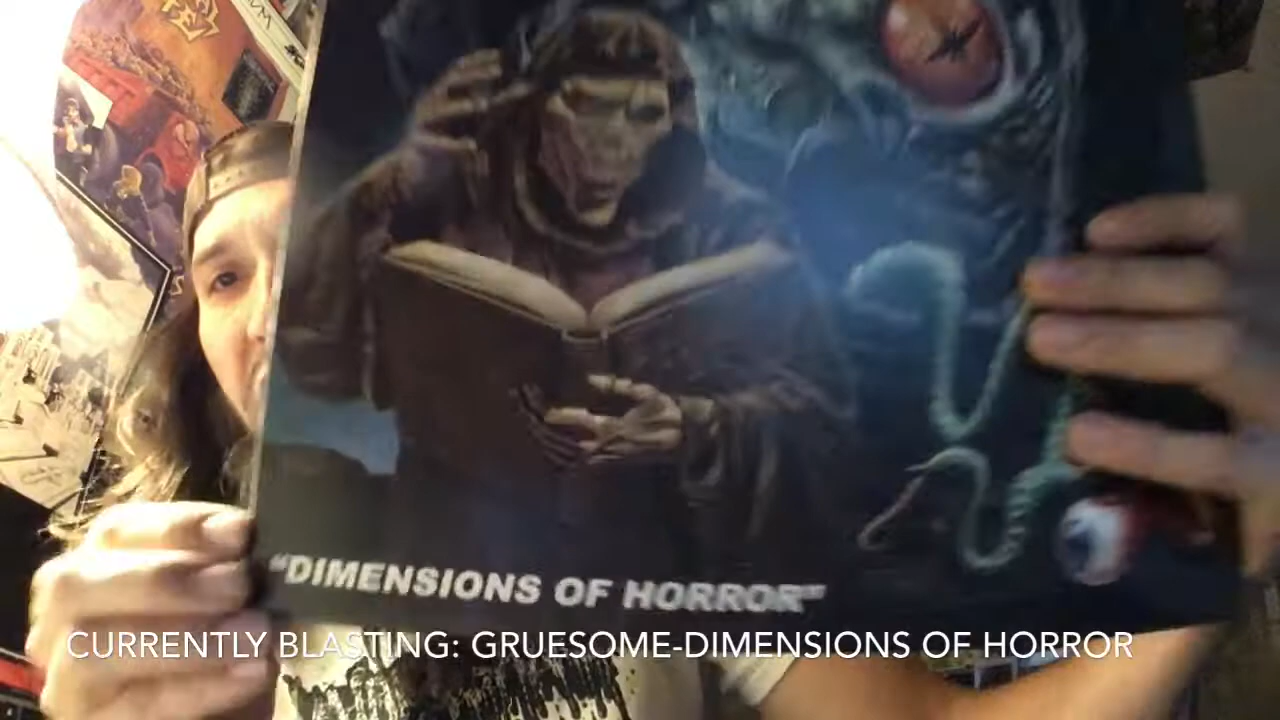 "DIMENSIONS OF HORROR"
CURRENTLY BLASTING: GRUESOME-DIMENSIONS OF HORROR